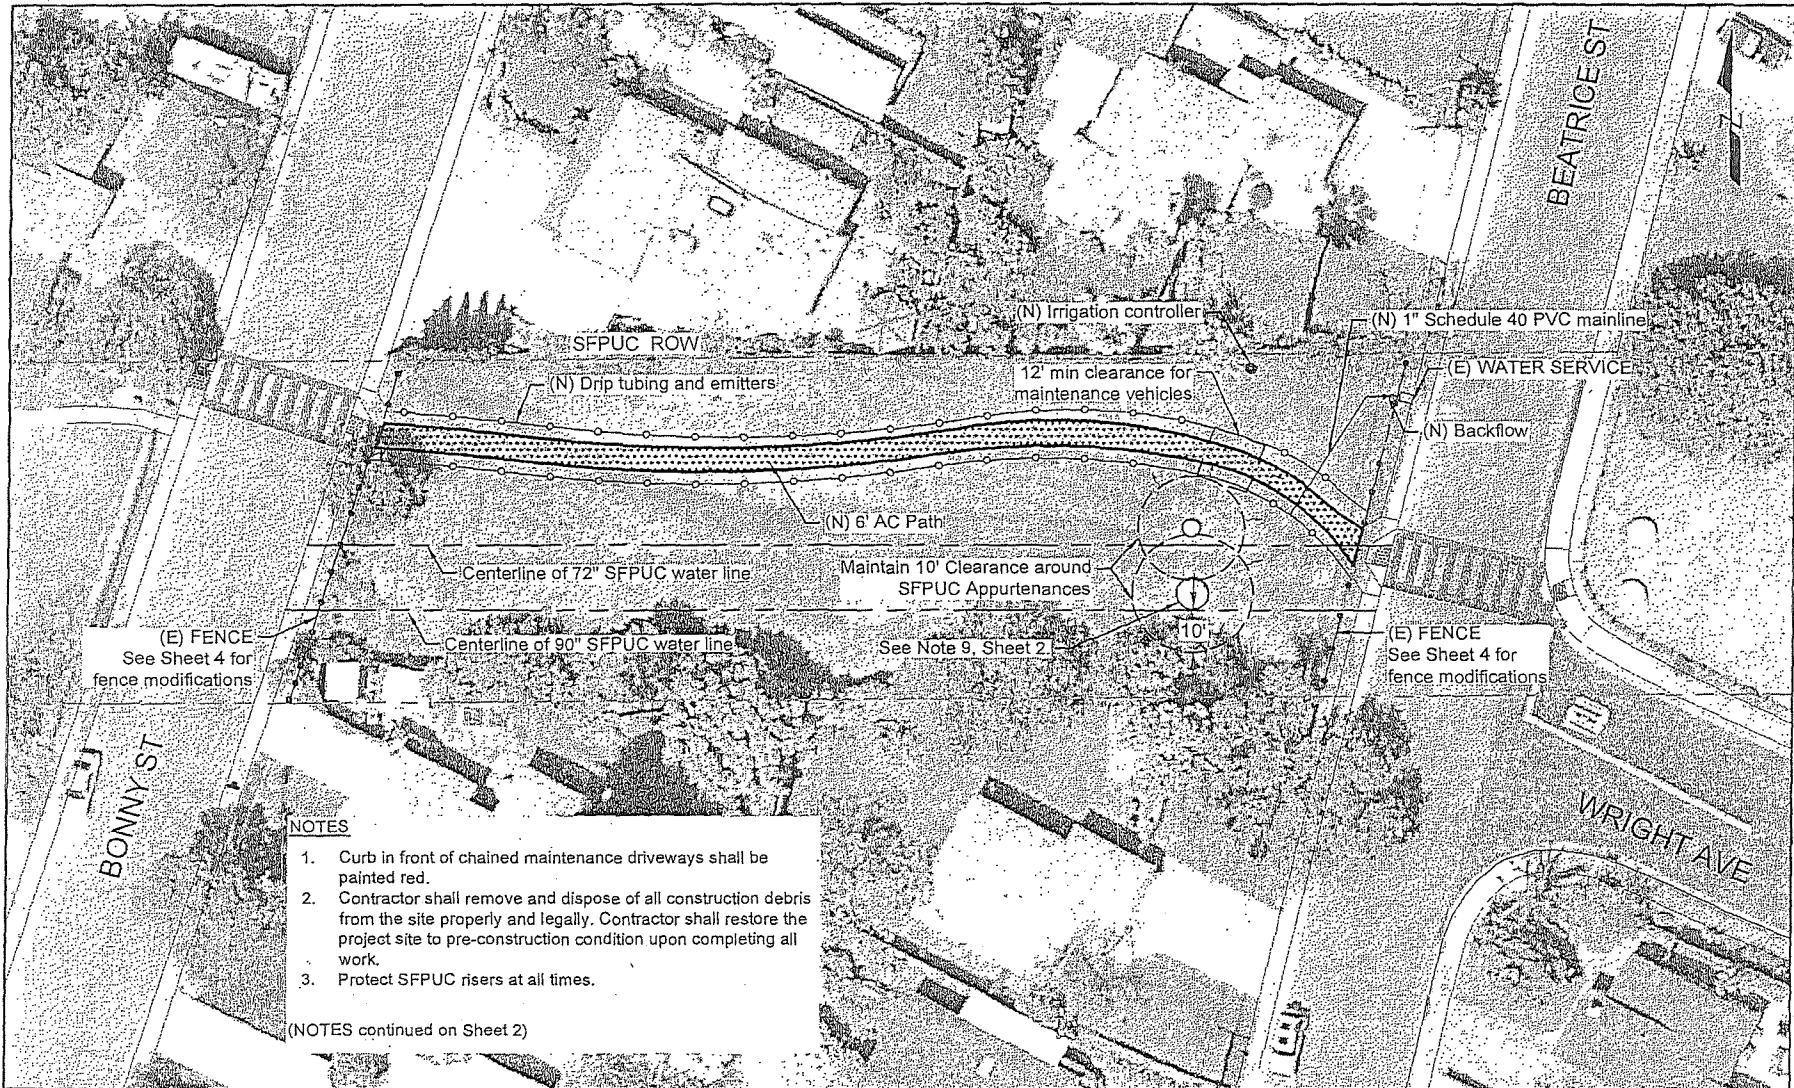 BEATRICE ST
(N) Irrigation controller
(N) 1" Schedule 40 PVC mainline
SFPUC ROW
(N) Drip tubing and emitters
12' min clearance for
maintenance vehicles
(E) WATER SERVICE
(N) Backflow
(N) 6' AC Path
Centerline of 72" SFPUC water line
Maintain 10' Clearance around
SFPUC Appurtenances
(E) FENCE
See Sheet 4 for
fence modifications
Centerline of 90" SFPUC water line
See Note 9, Sheet 2.
10'
(E) FENCE
See Sheet 4 for
fence modifications
BONNY ST
WRIGHT AVE
NOTES
1. Curb in front of chained maintenance driveways shall be
painted red.
2. Contractor shall remove and dispose of all construction debris
from the site properly and legally. Contractor shall restore the
project site to pre-construction condition upon completing all
work.
3. Protect SFPUC risers at all times.
(NOTES continued on Sheet 2)